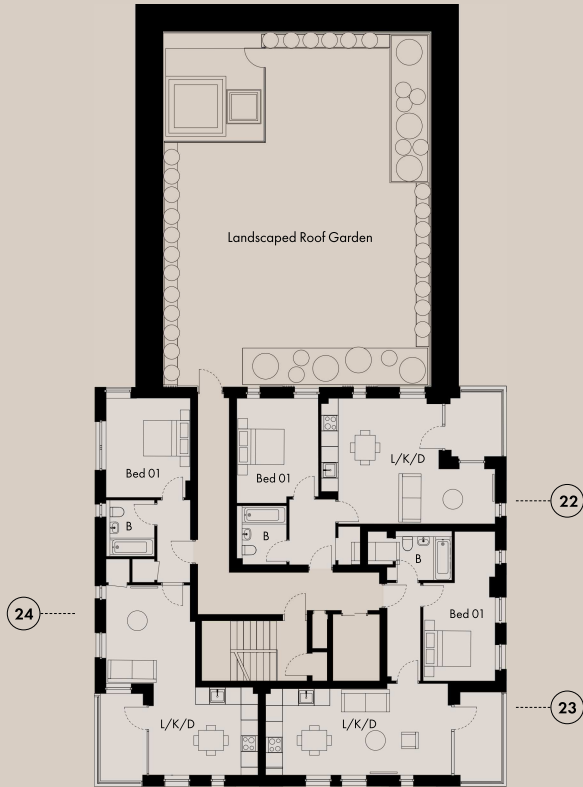 Landscaped Roof Garden
L/K/D
Bed 01
Bed 01
22
B
B
B
Bed 01
24
23
L/K/D
L/K/D